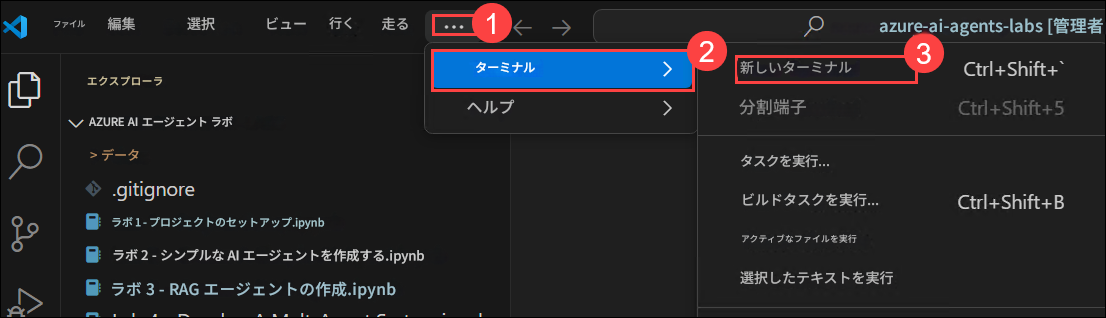 ファイル 編集 選択 ビュー 行く 走る ... 1 azure-ai-agents-labs [管理者
ターミナル 2
ヘルプ
新しいターミナル Ctrl+Shift+` 3
分割端子 Ctrl+Shift+5
タスクを実行...
ビルドタスクを実行... Ctrl+Shift+B
アクティブなファイルを実行
選択したテキストを実行
エクスプローラ
AZURE AI エージェント ラボ
> データ
.gitignore
ラボ 1 - プロジェクトのセットアップ.ipynb
ラボ 2 - シンプルな AI エージェントを作成する.ipynb
ラボ 3 - RAG エージェントの作成.ipynb